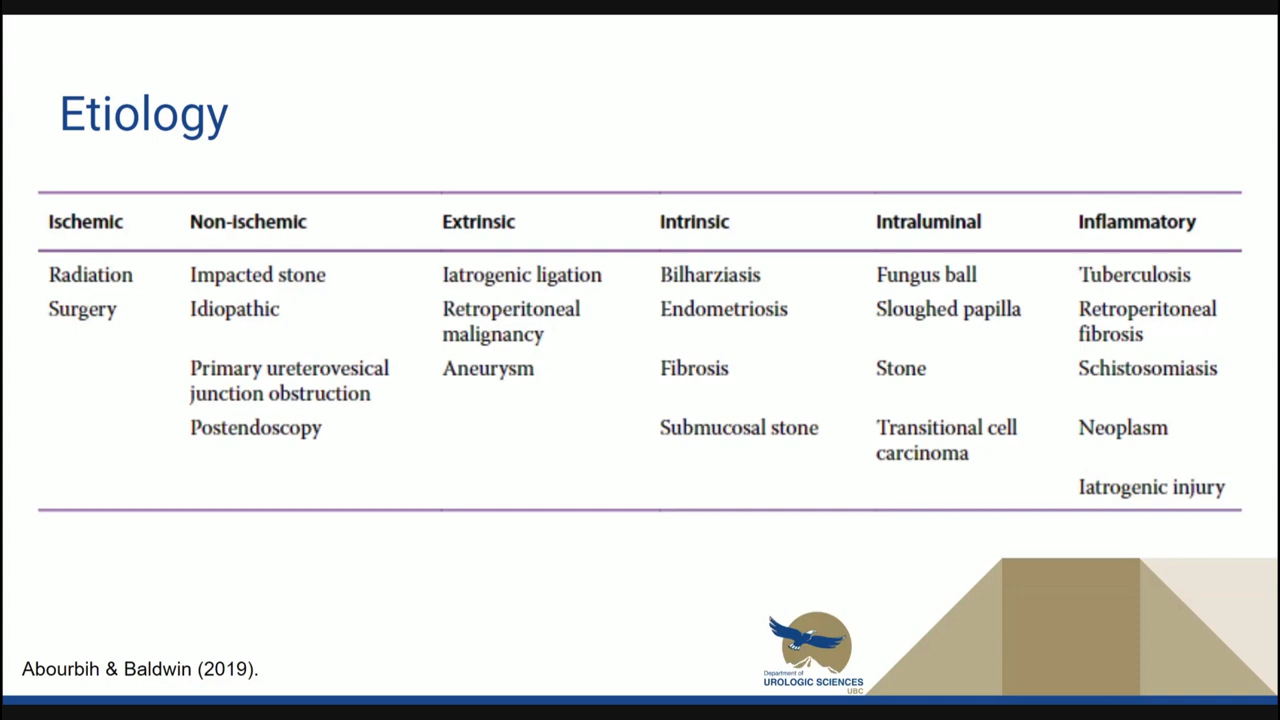 Etiology
Ischemic Non-ischemic Extrinsic Intrinsic Intraluminal Inflammatory
Radiation Impacted stone Iatrogenic ligation Bilharziasis Fungus ball Tuberculosis
Surgery Idiopathic Retroperitoneal Endometriosis Sloughed papilla Retroperitoneal
malignancy fibrosis
Primary ureterovesical Aneurysm Fibrosis Stone Schistosomiasis
junction obstruction
Postendoscopy Submucosal stone Transitional cell Neoplasm
carcinoma
Iatrogenic injury
Abourbih & Baldwin (2019).
Department of
UROLOGIC SCIENCES
UBC